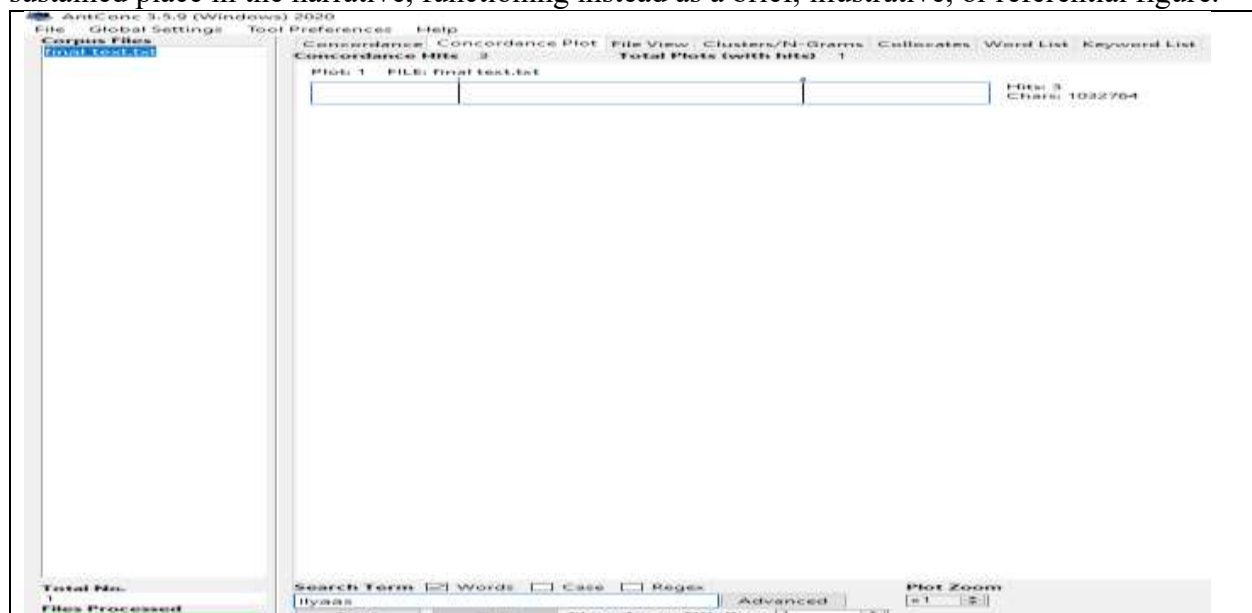 sustained place in the narrative, functioning instead as a brief, illustrative, or referential figure.
AntConc 3.5.9 (Windows) 2020
File Global Settings Tool Preferences Help
Corpus Files
final text.txt
Concordance Concordance Plot File View Clusters/N-Grams Collocates Word List Keyword List
Concordance Hits 3 Total Plots (with hits) 1
Plot: 1 FILE: final text.txt
Hits: 3
Chars: 1032764
Total No.
1
Files Processed
Search Term Words Case Regex
Ilyaas
Advanced
Plot Zoom
x1